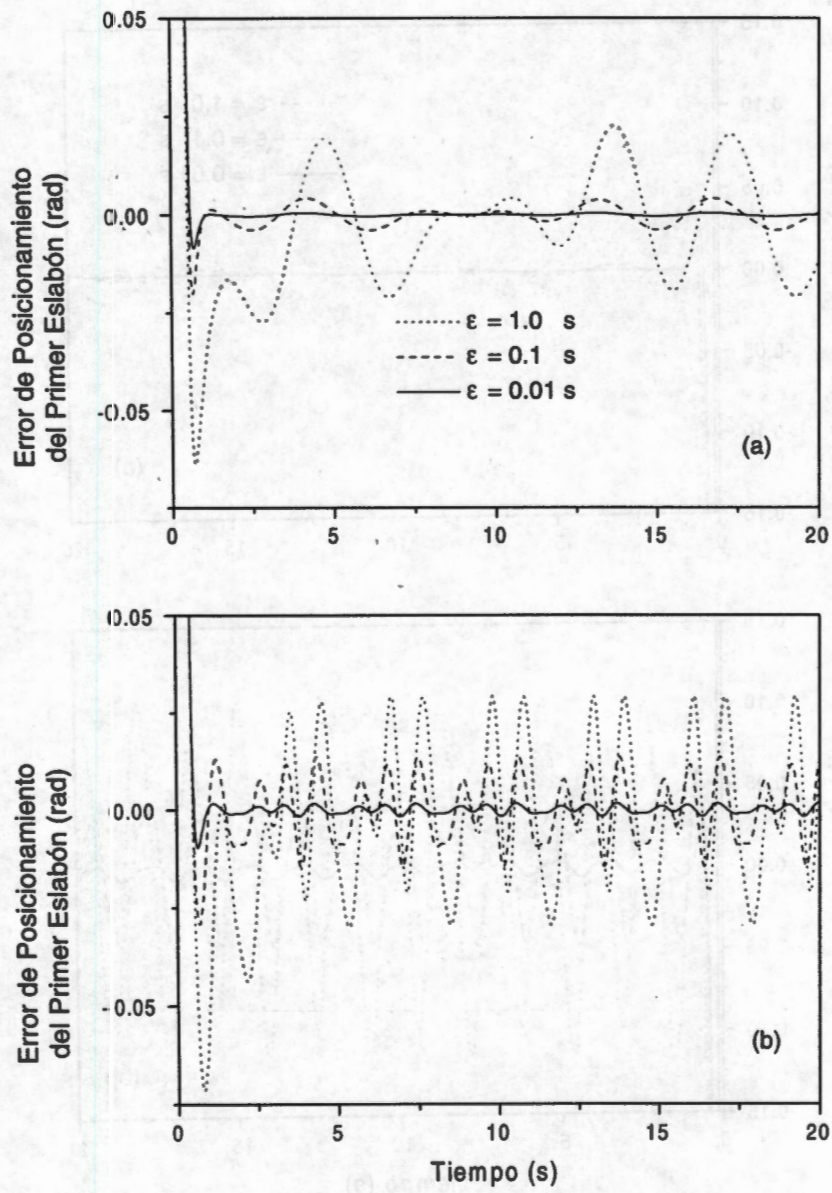 0.05
0.00
-0.05
Error de Posicionamiento
del Primer Eslabón (rad)
ε = 1.0 s
ε = 0.1 s
ε = 0.01 s
(a)
0 5 10 15 20
0.05
0.00
-0.05
Error de Posicionamiento
del Primer Eslabón (rad)
(b)
0 5 10 15 20
Tiempo (s)